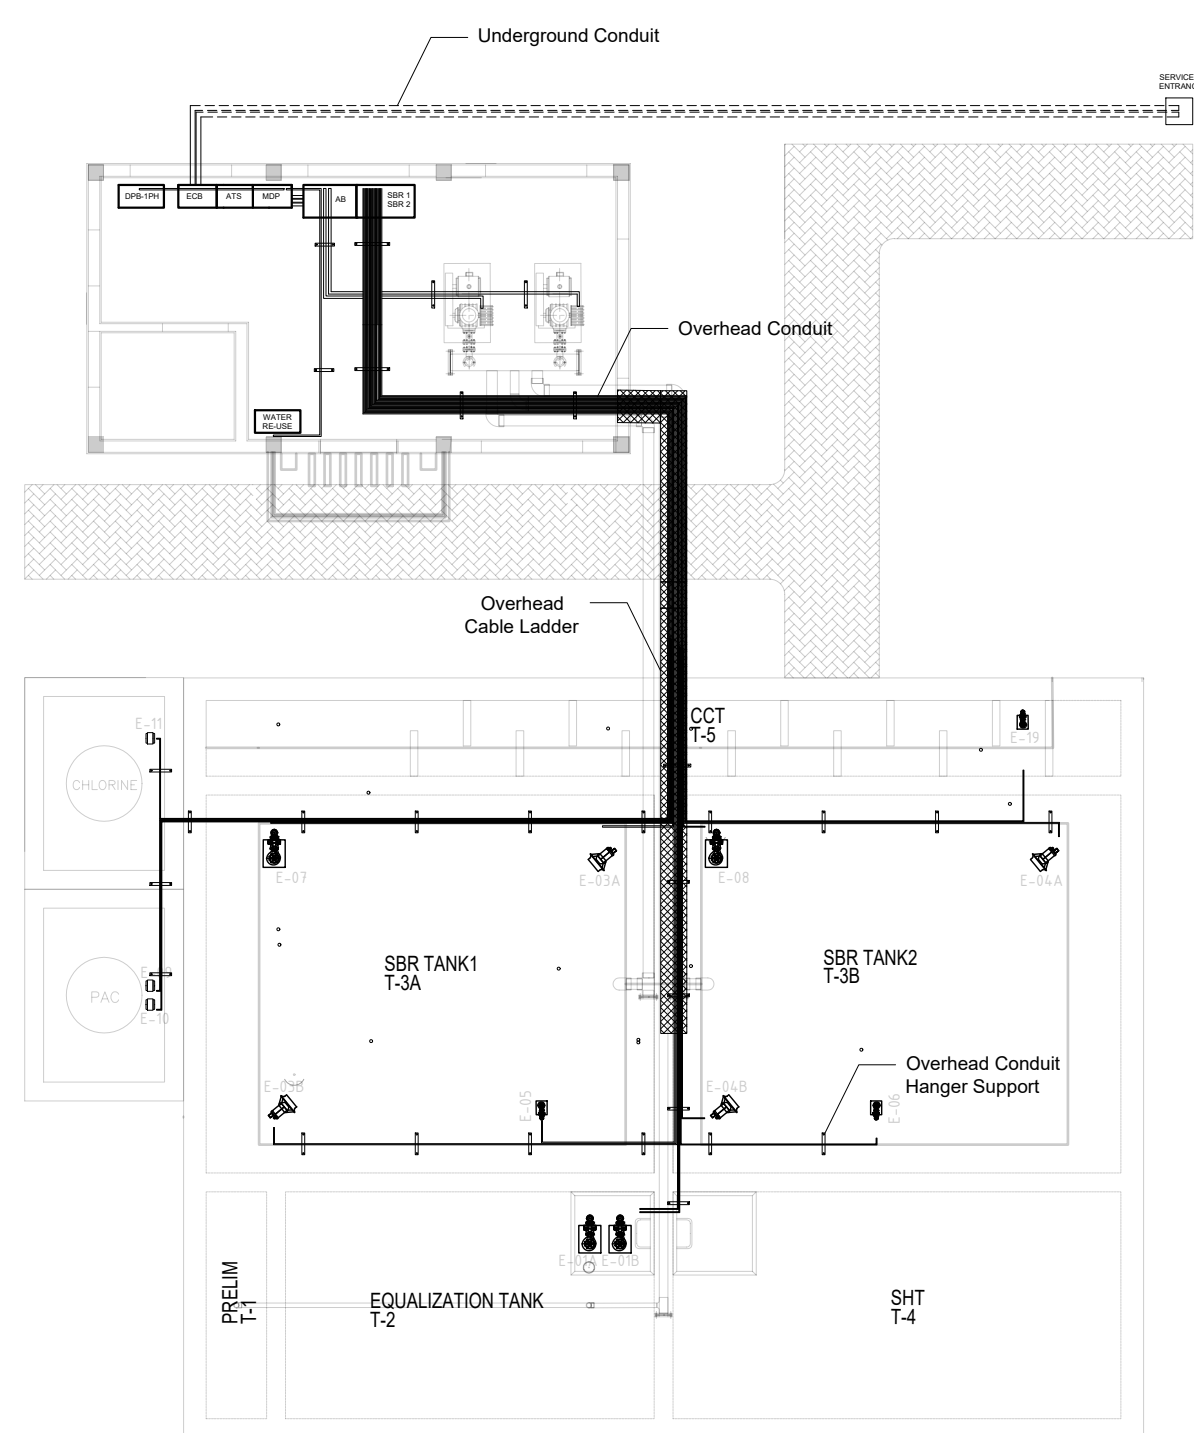 Underground Conduit
SERVICE
DPB-1PH
ECB
ATS
MDP
AB
SBR 1
SBR 2
Overhead Conduit
WATER
RE-USE
Overhead
Cable Ladder
CCT
T-5
E-11
E-19
CHLORINE
E-07
E-03A
E-08
E-04A
SBR TANK1
T-3A
SBR TANK2
T-3B
PAC
E-10
Overhead Conduit
Hanger Support
E-03B
E-05
E-04B
E-06
E-01A
E-01B
PRELIM
T-1
EQUALIZATION TANK
T-2
SHT
T-4